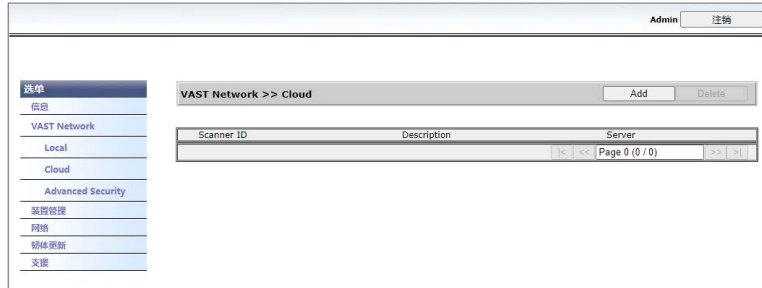 Admin 注销
选单
信息
VAST Network
Local
Cloud
Advanced Security
装置管理
网络
韧体更新
支援
VAST Network >> Cloud Add Delete
Scanner ID Description Server
|< << Page 0 (0 / 0) >> >|